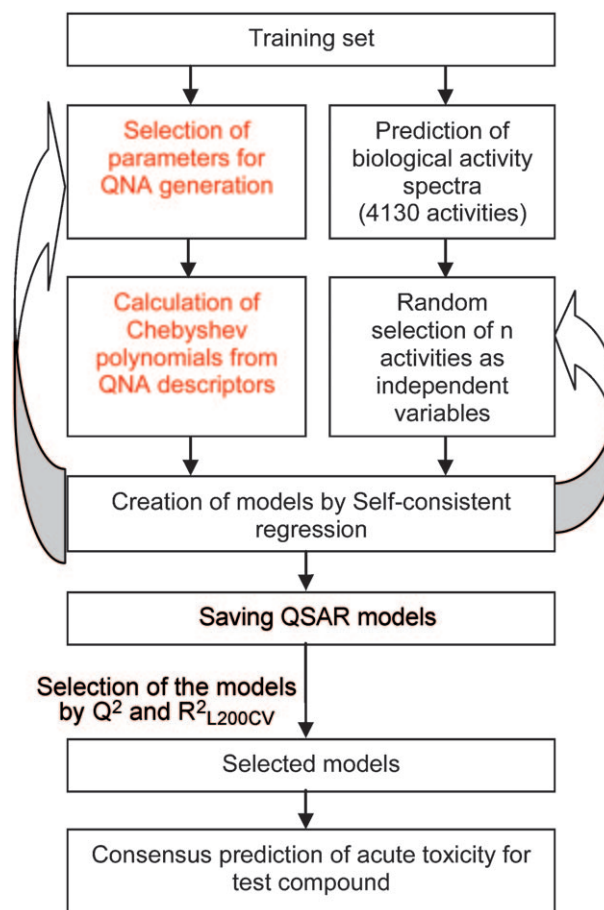 Training set
Selection of
parameters for
QNA generation
Prediction of
biological activity
spectra
(4130 activities)
Calculation of
Chebyshev
polynomials from
QNA descriptors
Random
selection of n
activities as
independent
variables
Creation of models by Self-consistent
regression
Saving QSAR models
Selection of the models
by Q² and R²L200CV
Selected models
Consensus prediction of acute toxicity for
test compound